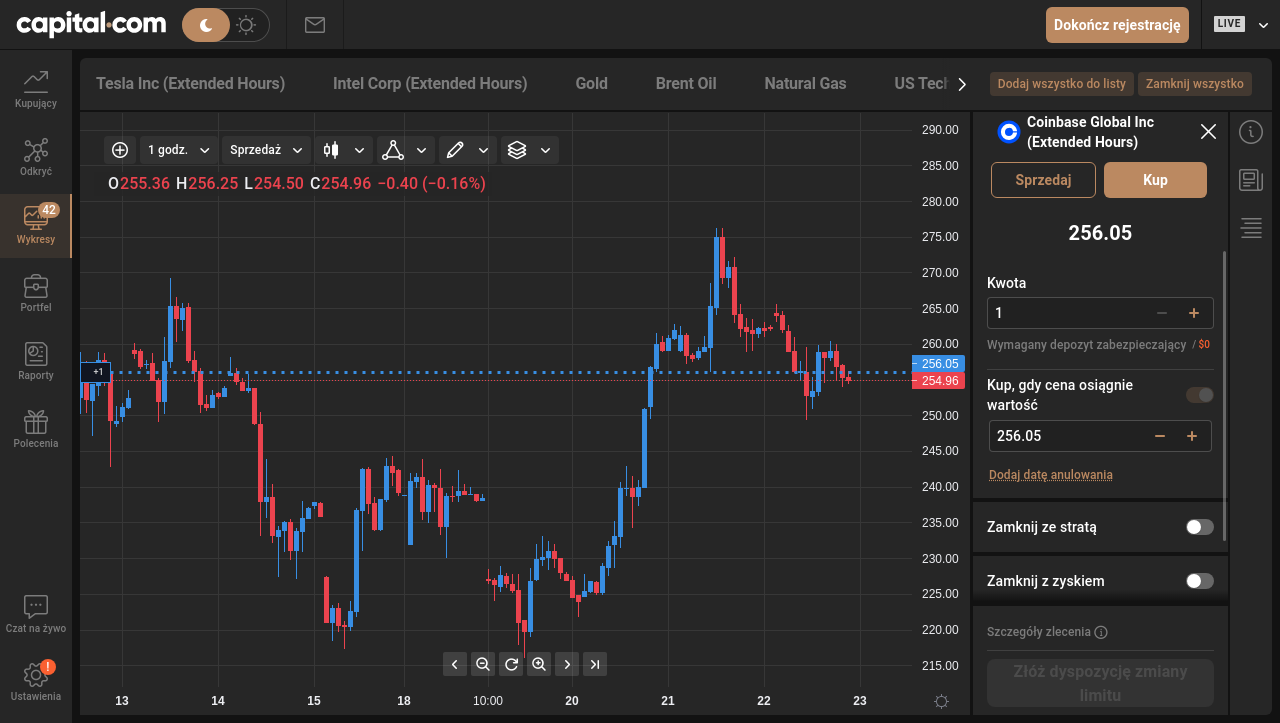 capital.com
Dokończ rejestrację
LIVE
Kupujący
Odkryć
42
Wykresy
Portfel
Raporty
Polecenia
Czat na żywo
!
Ustawienia
Tesla Inc (Extended Hours)
Intel Corp (Extended Hours)
Gold
Brent Oil
Natural Gas
US Tech
Dodaj wszystko do listy
Zamknij wszystko
1 godz.
Sprzedaż
O255.36 H256.25 L254.50 C254.96 −0.40 (−0.16%)
+1
290.00
285.00
280.00
275.00
270.00
265.00
260.00
256.05
254.96
250.00
245.00
240.00
235.00
230.00
225.00
220.00
215.00
13
14
15
18
10:00
20
21
22
23
Coinbase Global Inc
(Extended Hours)
Sprzedaj
Kup
256.05
Kwota
1
Wymagany depozyt zabezpieczający / $0
Kup, gdy cena osiągnie
wartość
256.05
Dodaj datę anulowania
Zamknij ze stratą
Zamknij z zyskiem
Szczegóły zlecenia
Złóż dyspozycję zmiany
limitu